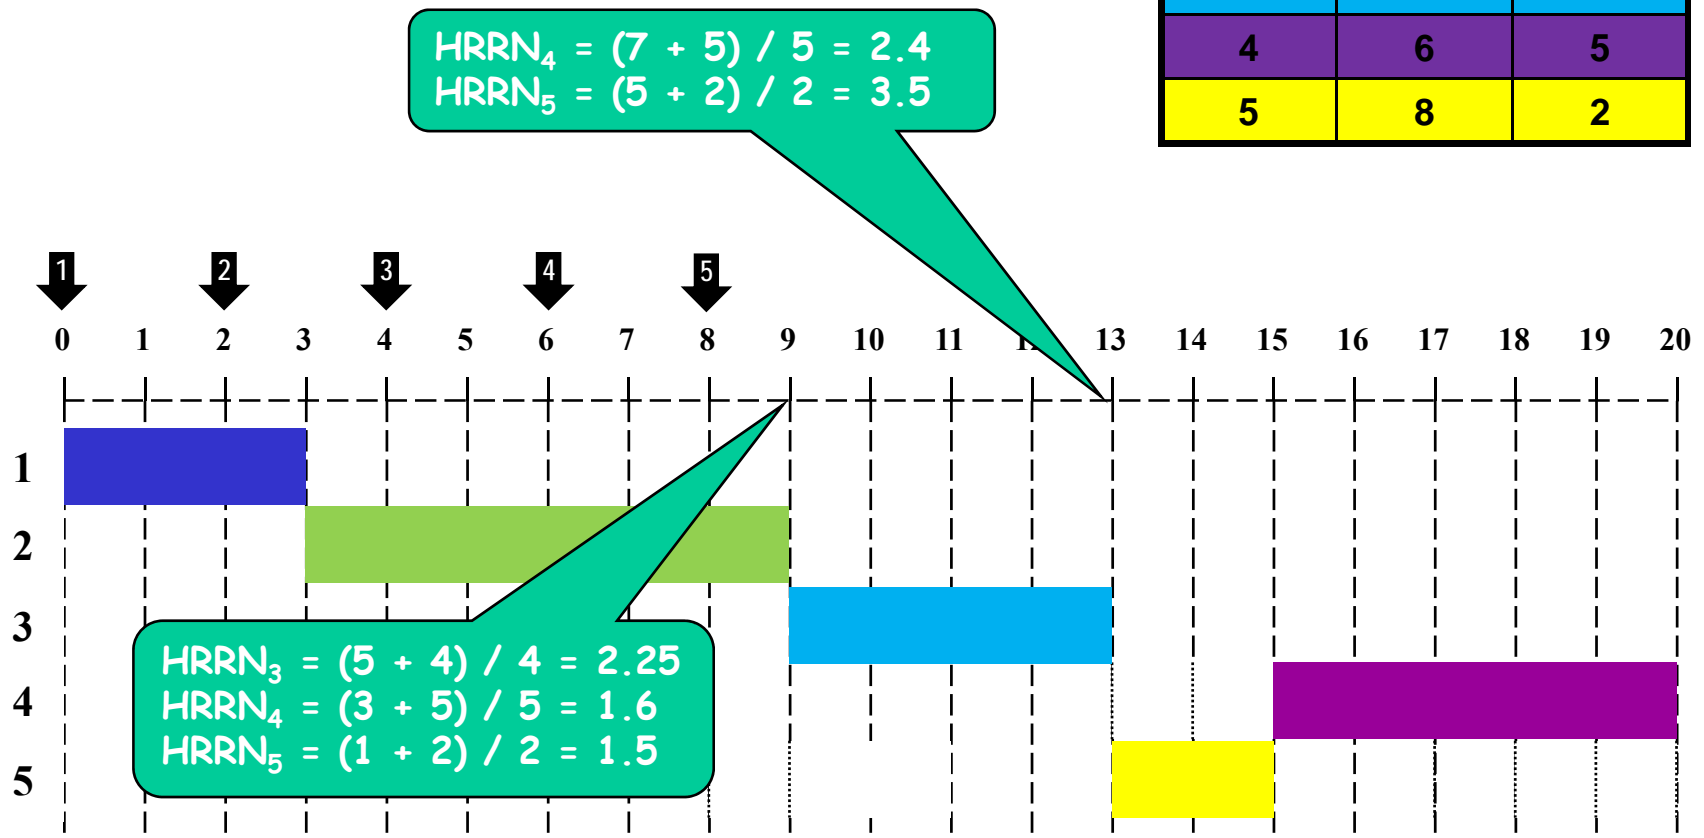 HRRN₄ = (7 + 5) / 5 = 2.4
HRRN₅ = (5 + 2) / 2 = 3.5
4 6 5
5 8 2
1 2 3 4 5
0 1 2 3 4 5 6 7 8 9 10 11 13 14 15 16 17 18 19 20
1
2
3
4
5
HRRN₃ = (5 + 4) / 4 = 2.25
HRRN₄ = (3 + 5) / 5 = 1.6
HRRN₅ = (1 + 2) / 2 = 1.5